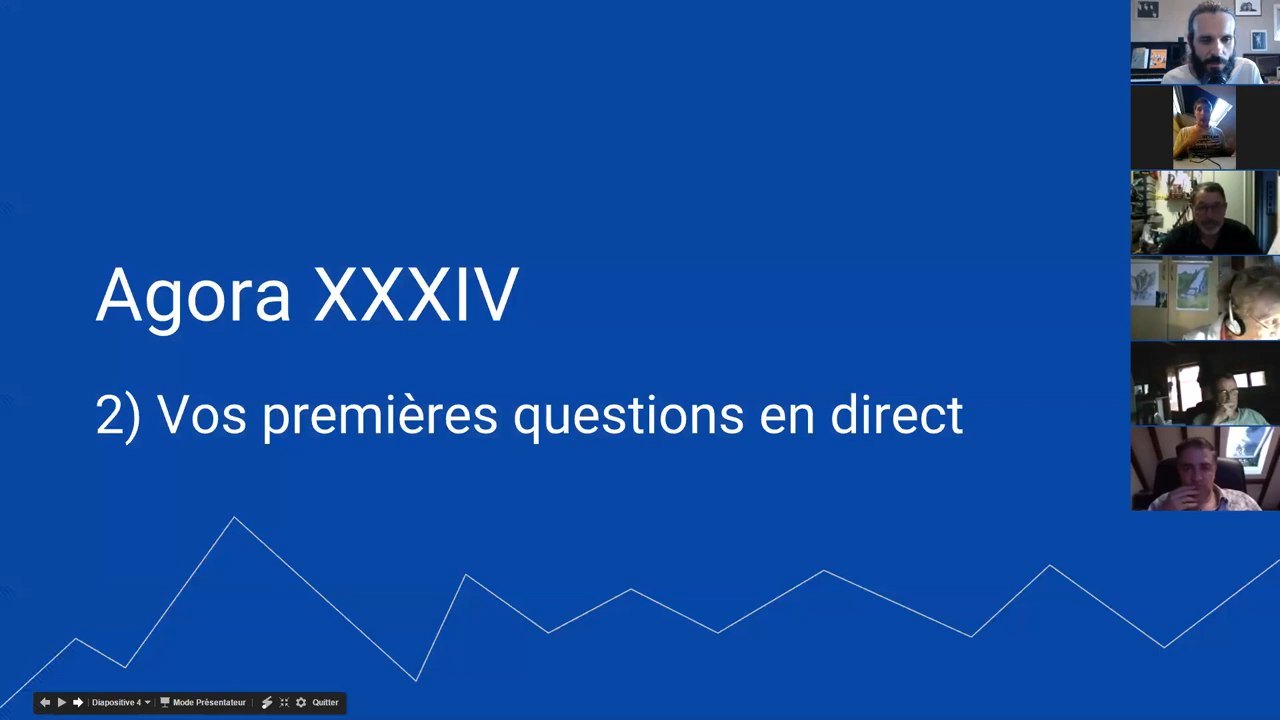 Agora XXXIV
2) Vos premières questions en direct
Diapositive 4
Mode Présentateur
Quitter